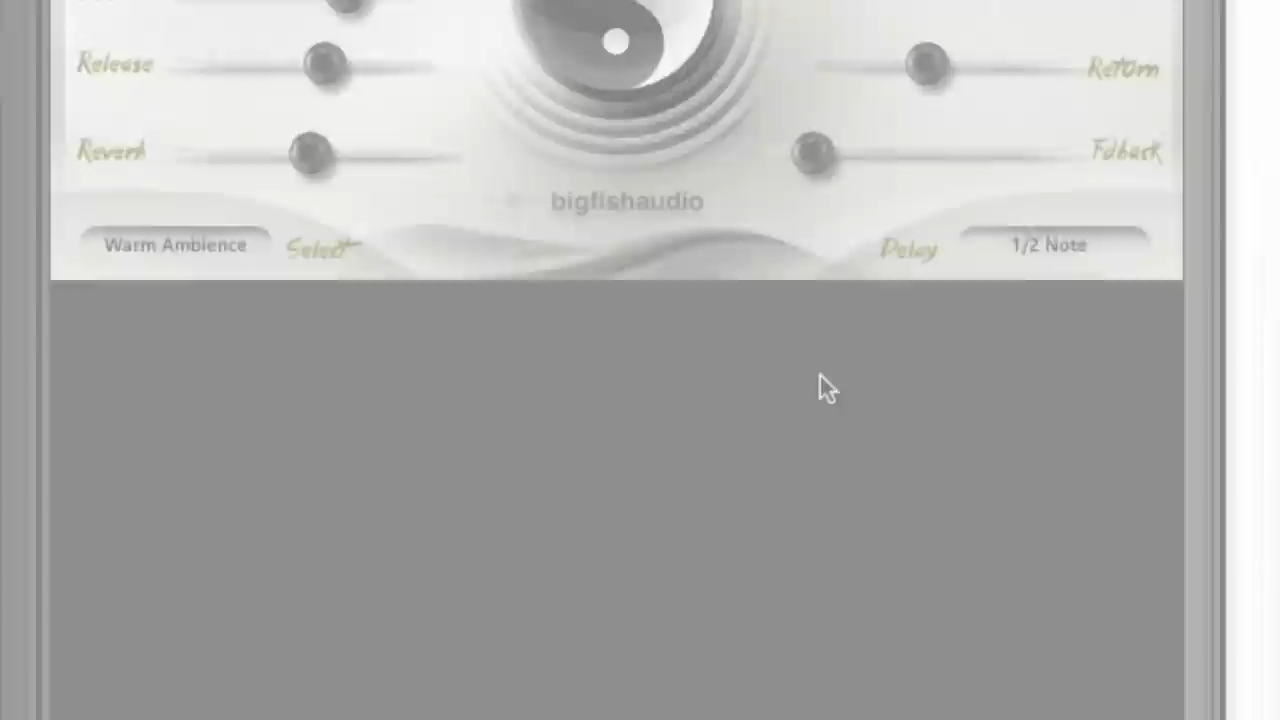 Release
Return
Reverb
Fdback
bigfishaudio
Warm Ambience
Select
Delay
1/2 Note